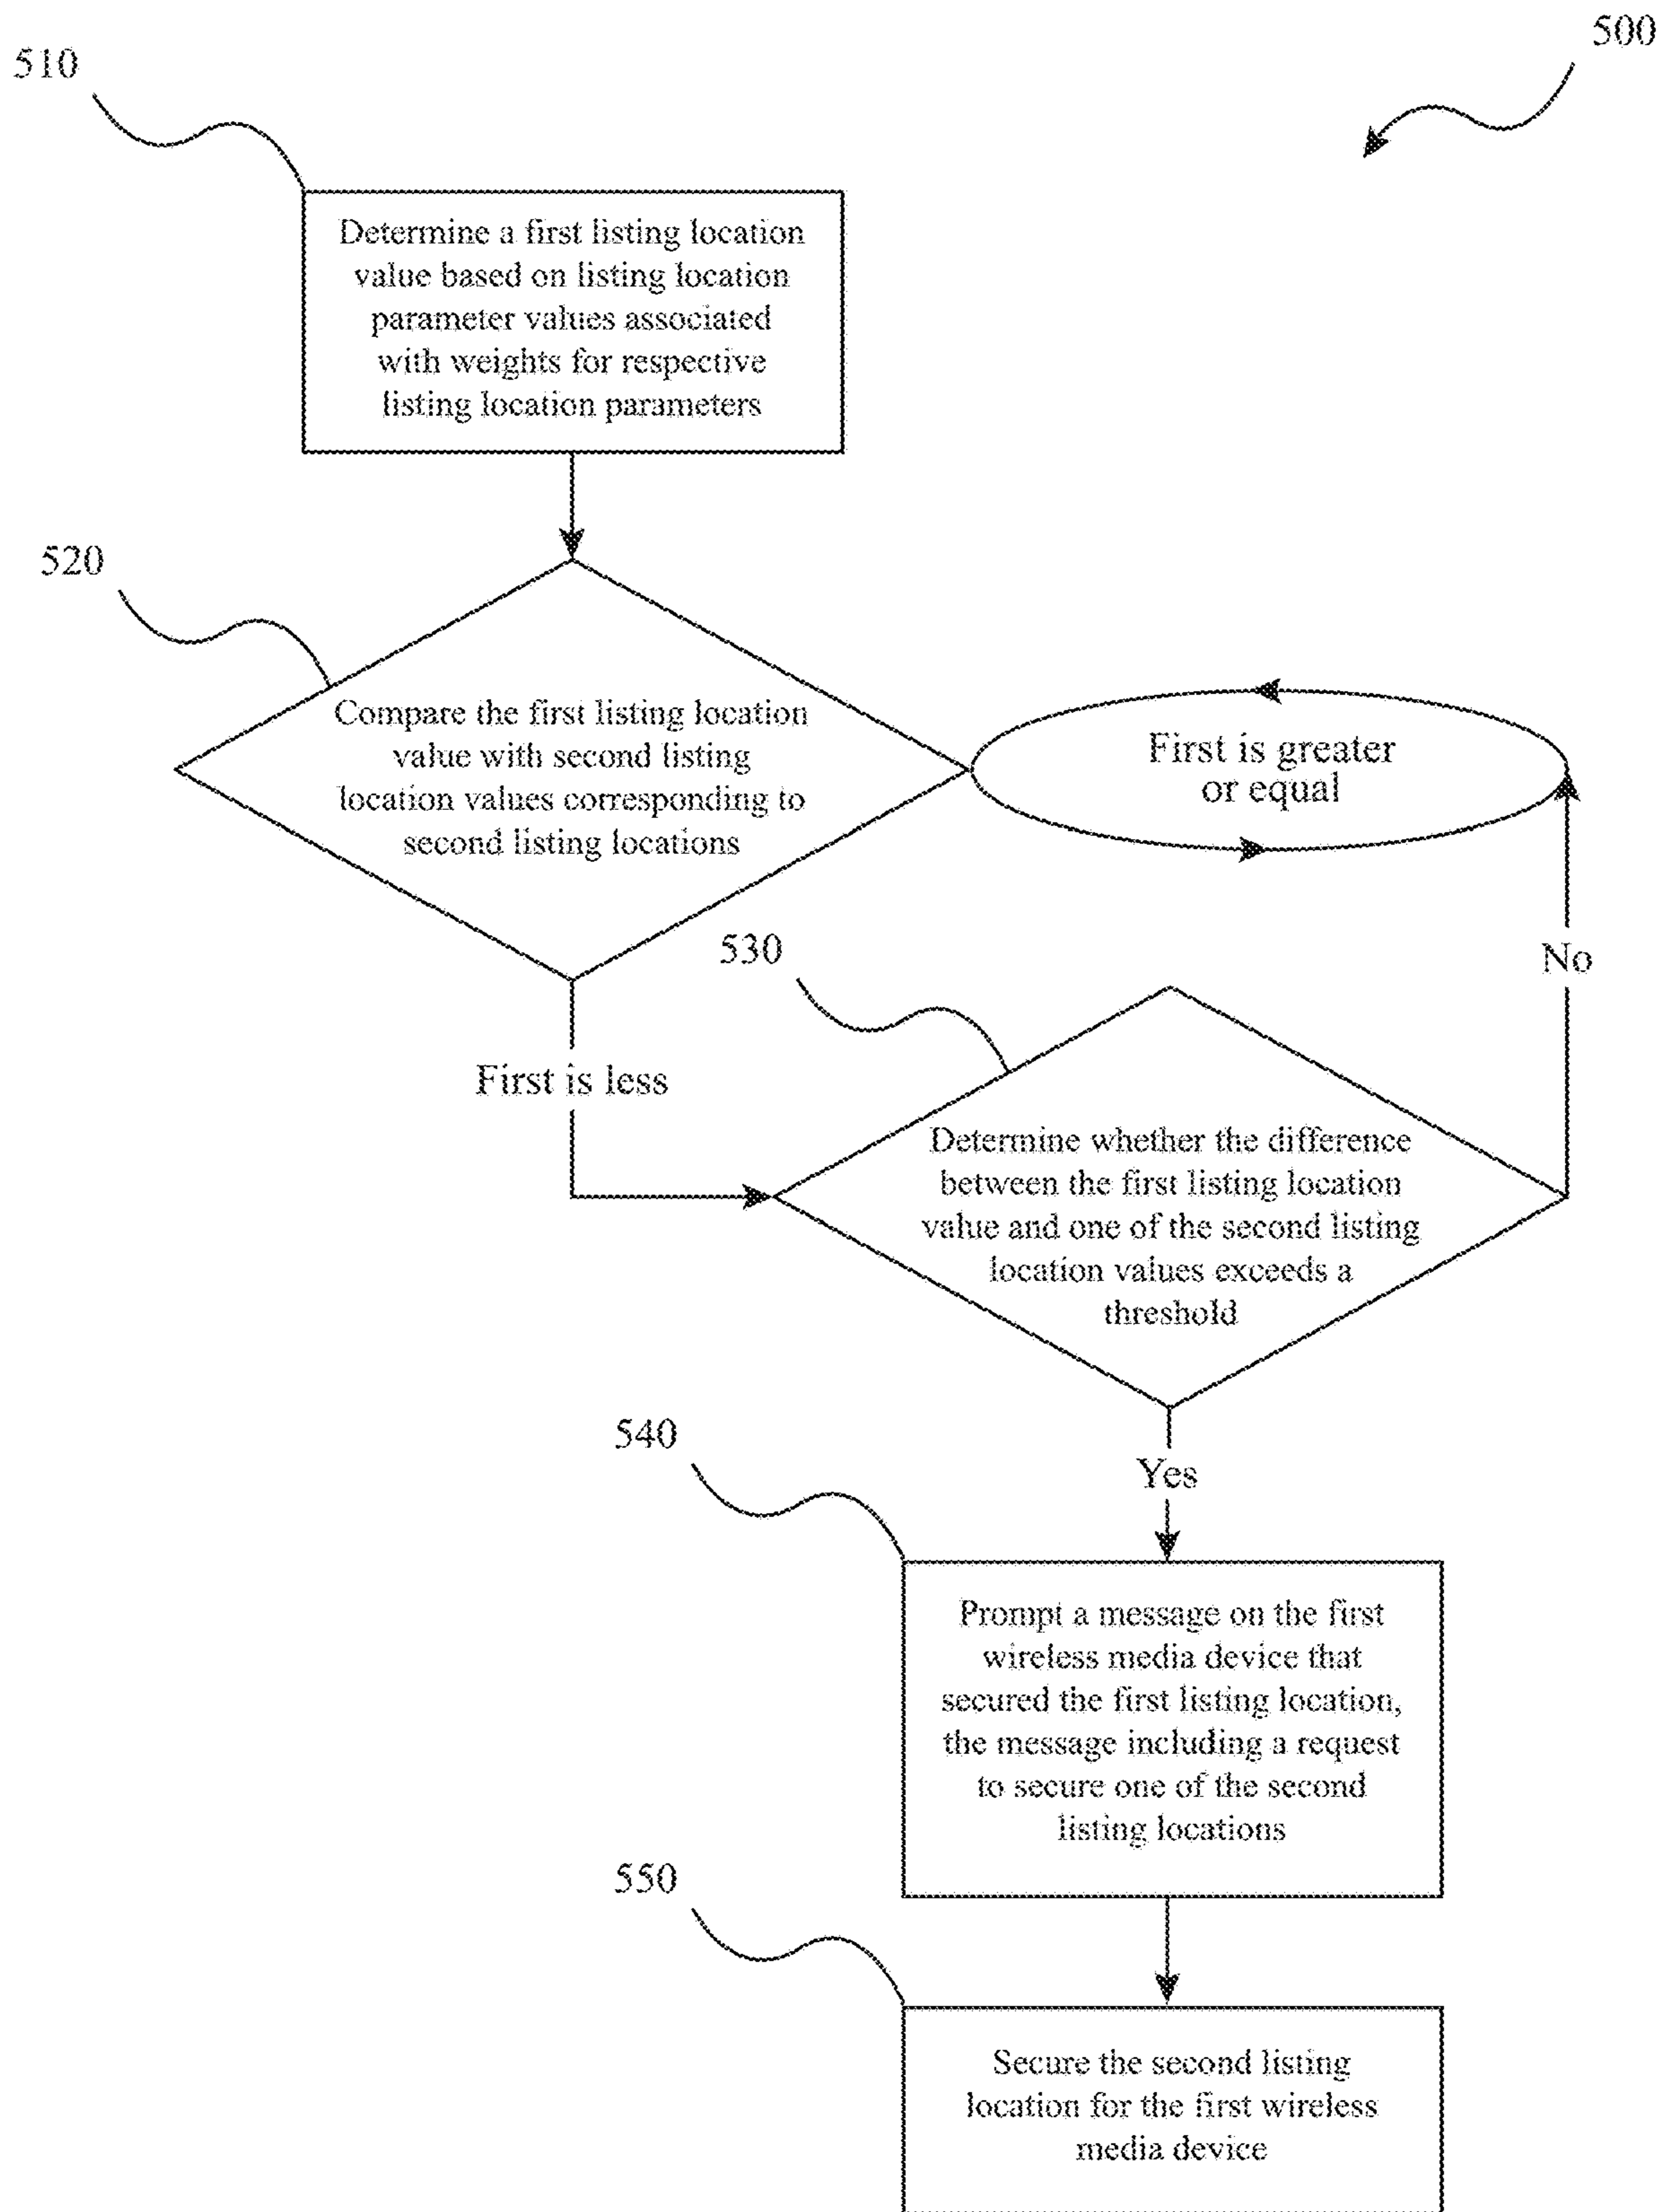 500
510
Determine a first listing location
value based on listing location
parameter values associated
with weights for respective
listing location parameters
520
Compare the first listing location
value with second listing
location values corresponding to
second listing locations
First is greater
or equal
530
No
First is less
Determine whether the difference
between the first listing location
value and one of the second listing
location values exceeds a
threshold
540
Yes
Prompt a message on the first
wireless media device that
secured the first listing location,
the message including a request
to secure one of the second
listing locations
550
Secure the second listing
location for the first wireless
media device